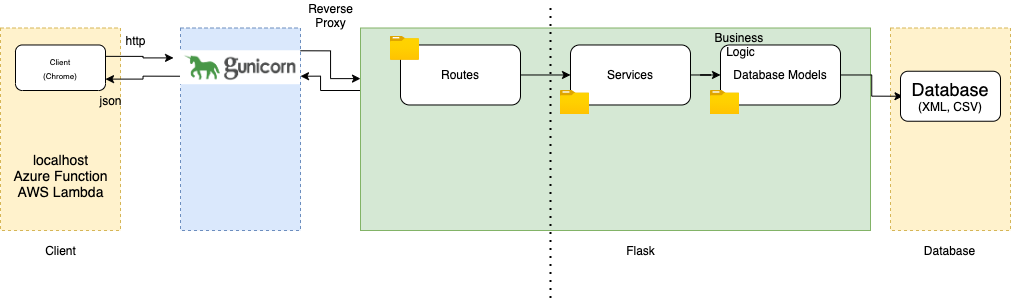 Reverse
Proxy
http
Client
(Chrome)
json
gunicorn
Routes
Services
Business
Logic
Database Models
Database
(XML, CSV)
localhost
Azure Function
AWS Lambda
Client
Flask
Database